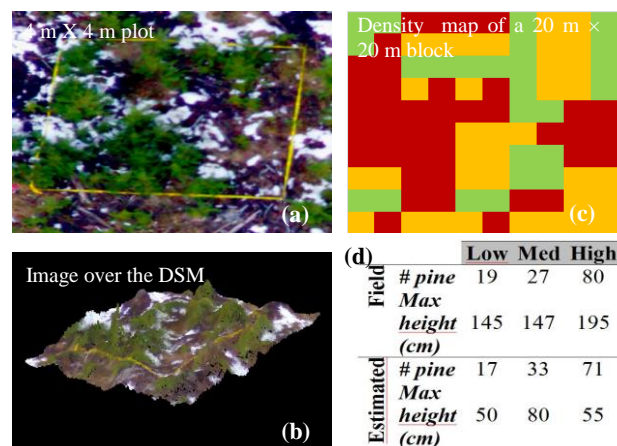 4 m X 4 m plot
(a)
Density map of a 20 m ×
20 m block
(c)
Image over the DSM
(b)
(d)
Low Med High
Field
# pine 19 27 80
Max
height 145 147 195
(cm)
Estimated
# pine 17 33 71
Max
height 50 80 55
(cm)